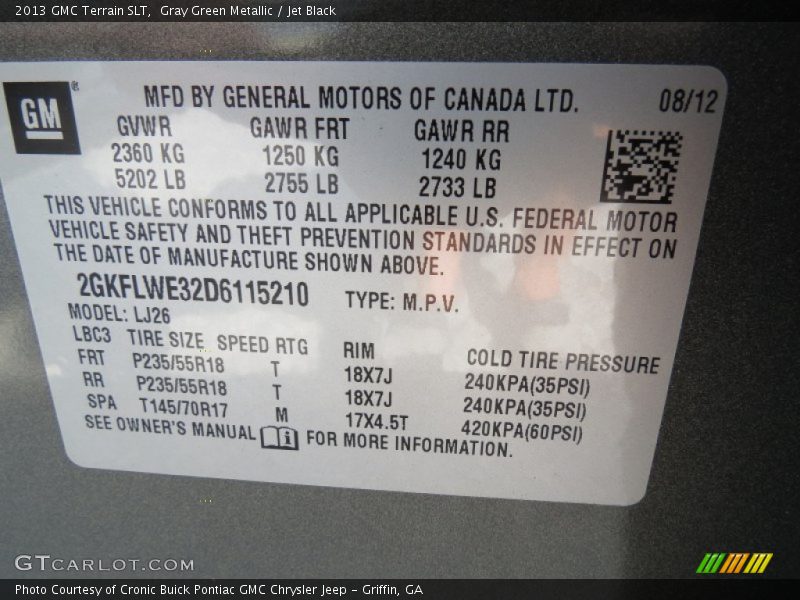 2013 GMC Terrain SLT,  Gray Green Metallic / Jet Black
GM®
MFD BY GENERAL MOTORS OF CANADA LTD. 08/12
GVWR GAWR FRT GAWR RR
2360 KG 1250 KG 1240 KG
5202 LB 2755 LB 2733 LB
THIS VEHICLE CONFORMS TO ALL APPLICABLE U.S. FEDERAL MOTOR
VEHICLE SAFETY AND THEFT PREVENTION STANDARDS IN EFFECT ON
THE DATE OF MANUFACTURE SHOWN ABOVE.
2GKFLWE32D6115210 TYPE: M.P.V.
MODEL: LJ26
LBC3 TIRE SIZE SPEED RTG RIM COLD TIRE PRESSURE
FRT P235/55R18 T 18X7J 240KPA(35PSI)
RR P235/55R18 T 18X7J 240KPA(35PSI)
SPA T145/70R17 M 17X4.5T 420KPA(60PSI)
SEE OWNER'S MANUAL i FOR MORE INFORMATION.
GTCARLOT.COM
Photo Courtesy of Cronic Buick Pontiac GMC Chrysler Jeep - Griffin, GA